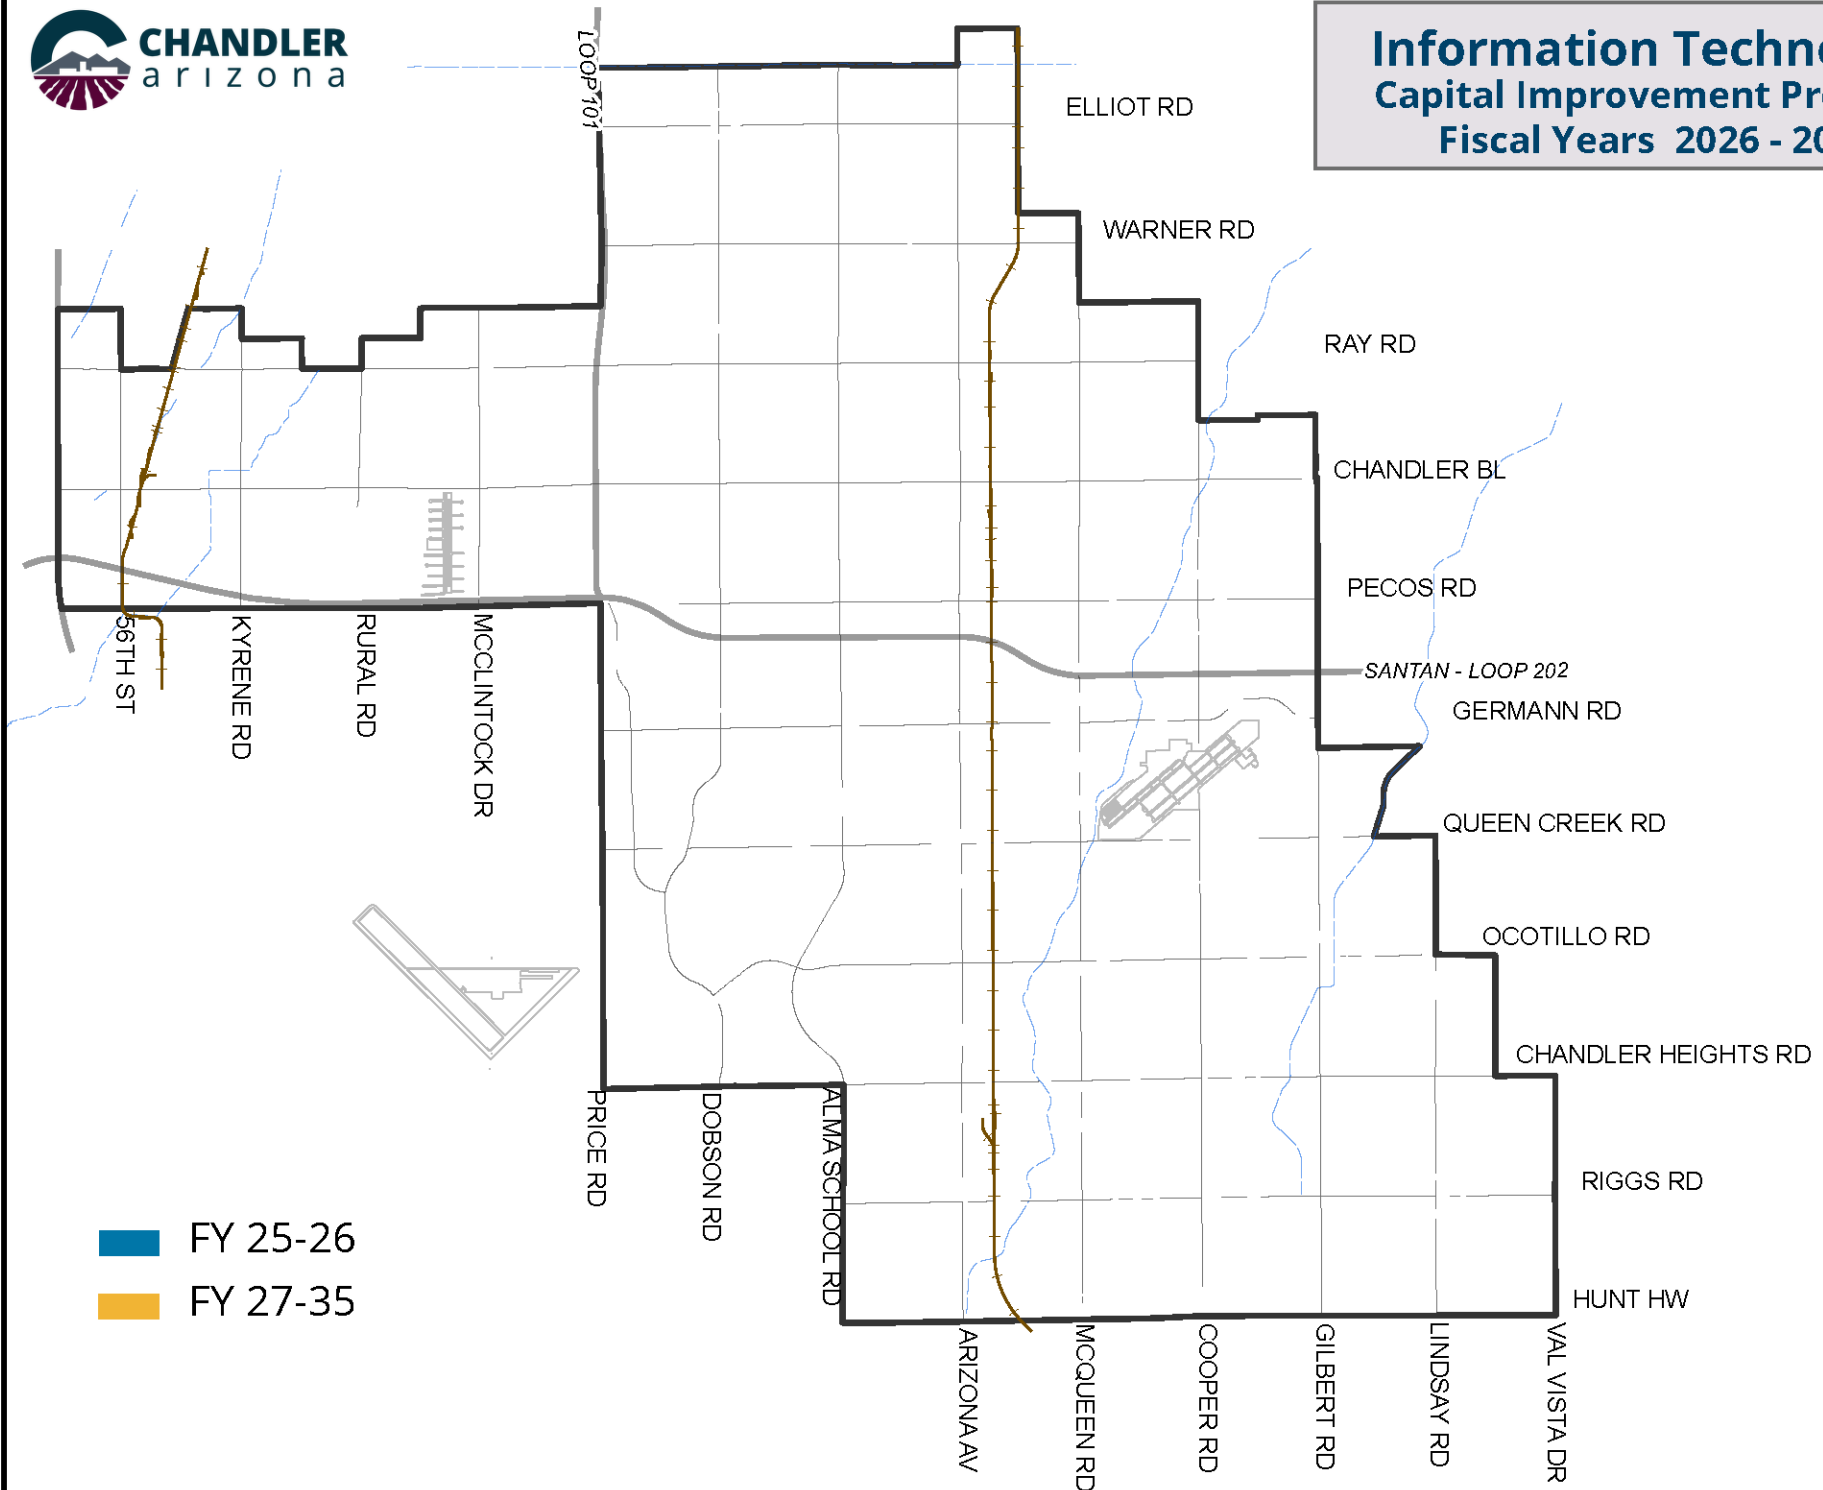 CHANDLER
arizona
Information Techno
Capital Improvement Pr
Fiscal Years 2026 - 20
LOOP 101
ELLIOT RD
WARNER RD
RAY RD
CHANDLER BL
PECOS RD
SANTAN - LOOP 202
GERMANN RD
QUEEN CREEK RD
OCOTILLO RD
CHANDLER HEIGHTS RD
RIGGS RD
HUNT HW
56TH ST
KYRENE RD
RURAL RD
MCCLINTOCK DR
PRICE RD
DOBSON RD
ALMA SCHOOL RD
ARIZONA AV
MCQUEEN RD
COOPER RD
GILBERT RD
LINDSAY RD
VAL VISTA DR
FY 25-26
FY 27-35